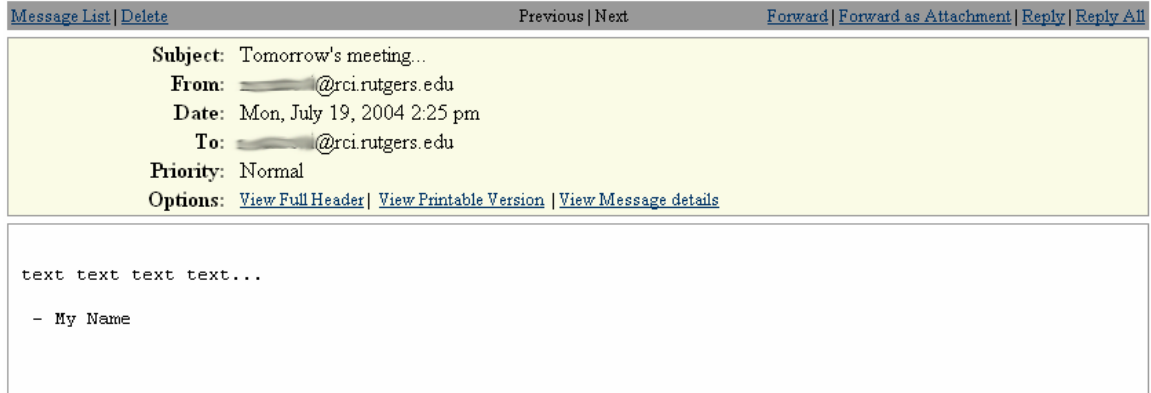 Message List | Delete Previous | Next Forward | Forward as Attachment | Reply | Reply All
Subject: Tomorrow's meeting...
From: @rci.rutgers.edu
Date: Mon, July 19, 2004 2:25 pm
To: @rci.rutgers.edu
Priority: Normal
Options: View Full Header | View Printable Version | View Message details
text text text text...
- My Name